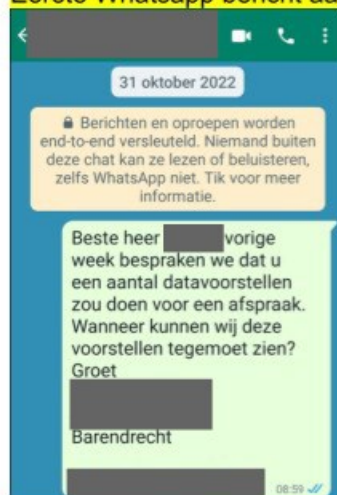 Eerste Whatsapp bericht aa
31 oktober 2022
Berichten en oproepen worden
end-to-end versleuteld. Niemand buiten
deze chat kan ze lezen of beluisteren,
zelfs WhatsApp niet. Tik voor meer
informatie.
Beste heer vorige
week bespraken we dat u
een aantal datavoorstellen
zou doen voor een afspraak.
Wanneer kunnen wij deze
voorstellen tegemoet zien?
Groet
Barendrecht
08:59